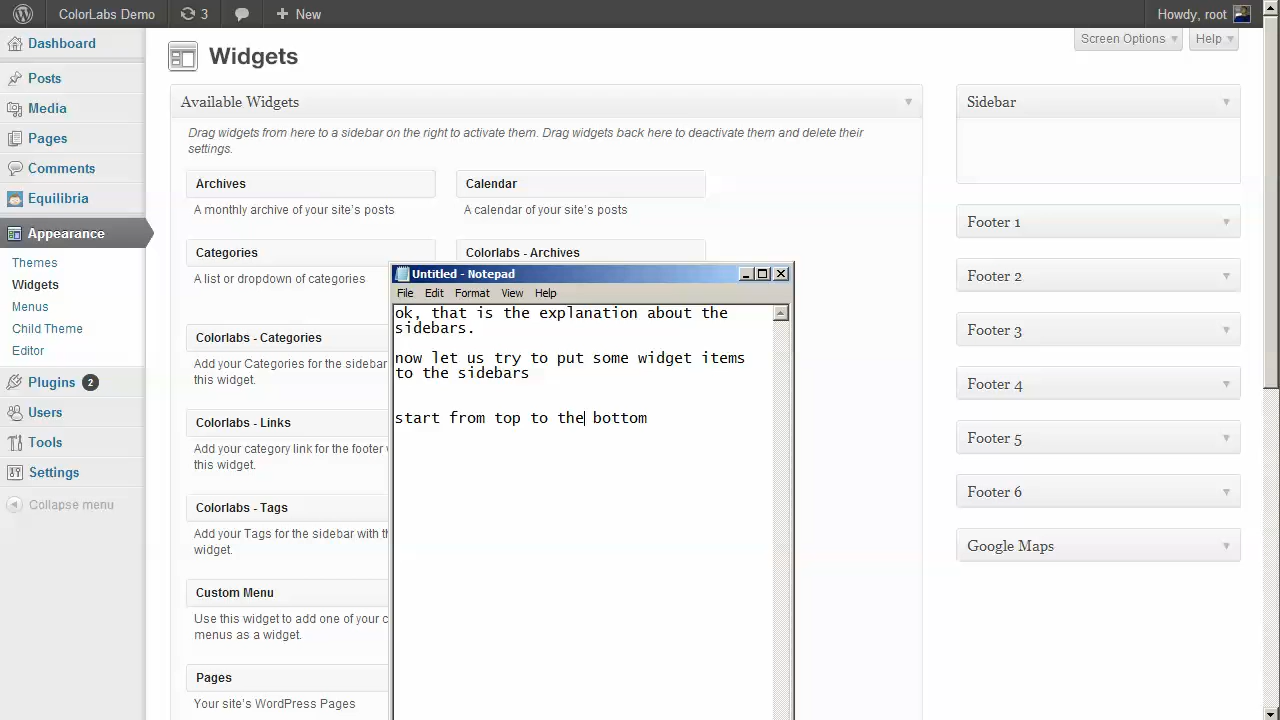 ColorLabs Demo 3 New Howdy, root
Dashboard
Posts
Media
Pages
Comments
Equilibria
Appearance
Themes
Widgets
Menus
Child Theme
Editor
Plugins 2
Users
Tools
Settings
Collapse menu
Screen Options Help
Widgets
Available Widgets
Drag widgets from here to a sidebar on the right to activate them. Drag widgets back here to deactivate them and delete their
settings.
Archives
A monthly archive of your site's posts
Calendar
A calendar of your site's posts
Categories
A list or dropdown of categories
Colorlabs - Archives
Colorlabs - Categories
Add your Categories for the sidebar
this widget.
Colorlabs - Links
Add your category link for the footer
this widget.
Colorlabs - Tags
Add your Tags for the sidebar with
widget.
Custom Menu
Use this widget to add one of your
menus as a widget.
Pages
Your site's WordPress Pages
Untitled - Notepad
File Edit Format View Help
ok, that is the explanation about the
sidebars.
now let us try to put some widget items
to the sidebars
start from top to the bottom
Sidebar
Footer 1
Footer 2
Footer 3
Footer 4
Footer 5
Footer 6
Google Maps